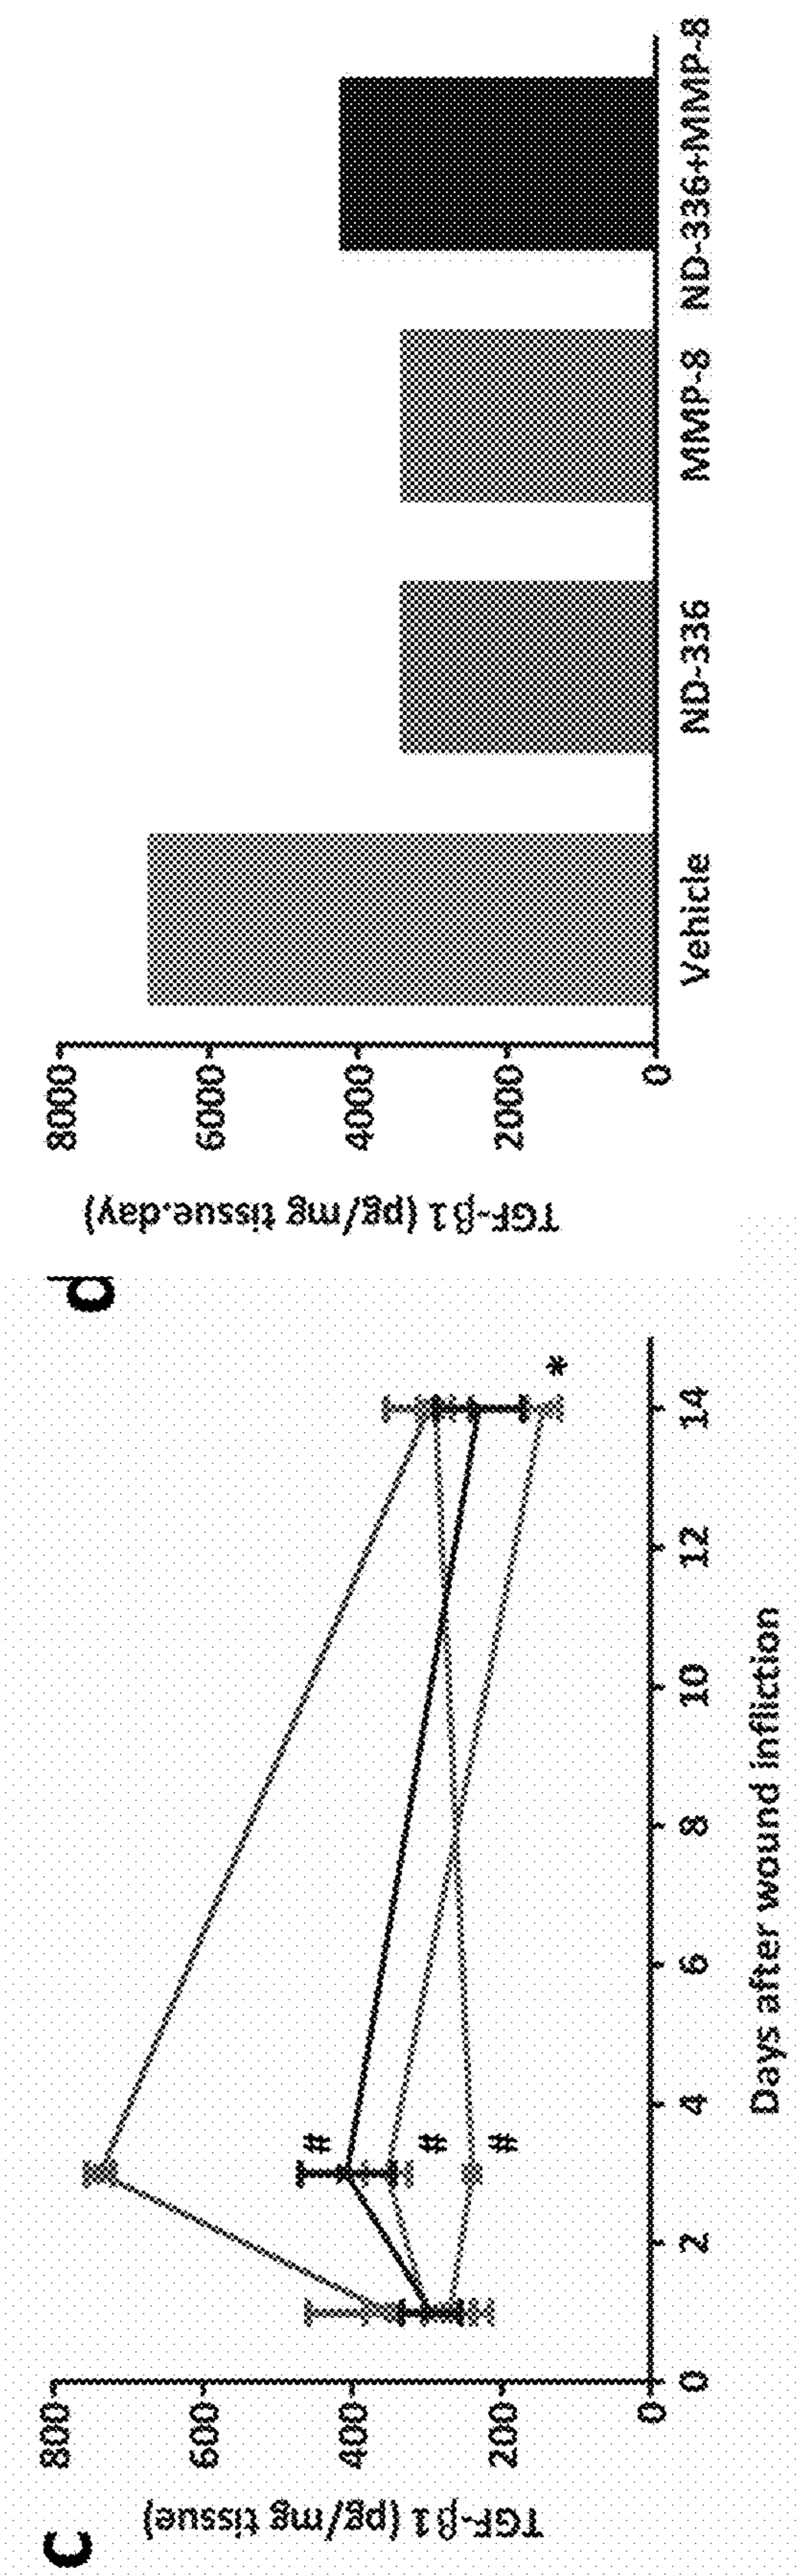 c
TGF-β1 (pg/mg tissue)
800
600
400
200
0
#
#
#
*
0 2 4 6 8 10 12 14
Days after wound infliction
d
TGF-β1 (pg/mg tissue.day)
8000
6000
4000
2000
0
Vehicle ND-336 MMP-8 ND-336+MMP-8